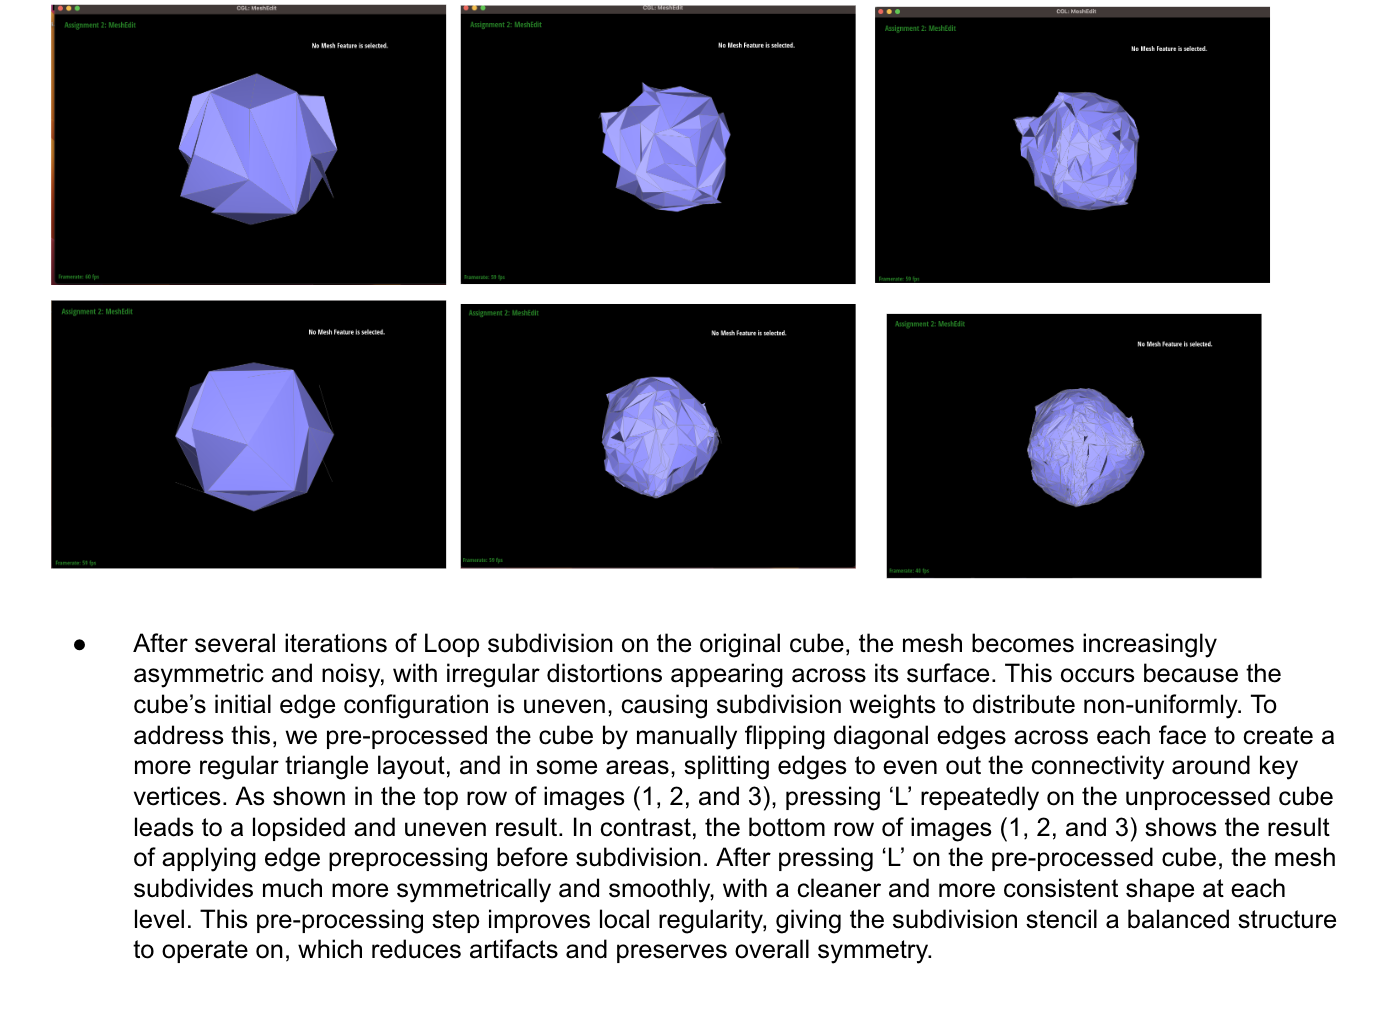 CGL: MeshEdit
Assignment 2: MeshEdit
No Mesh Feature is selected.
Framerate: 60 fps
CGL: MeshEdit
Assignment 2: MeshEdit
No Mesh Feature is selected.
Framerate: 59 fps
CGL: MeshEdit
Assignment 2: MeshEdit
No Mesh Feature is selected.
Framerate: 59 fps
Assignment 2: MeshEdit
No Mesh Feature is selected.
Framerate: 59 fps
Assignment 2: MeshEdit
No Mesh Feature is selected.
Framerate: 59 fps
Assignment 2: MeshEdit
No Mesh Feature is selected.
Framerate: 40 fps
● After several iterations of Loop subdivision on the original cube, the mesh becomes increasingly
asymmetric and noisy, with irregular distortions appearing across its surface. This occurs because the
cube’s initial edge configuration is uneven, causing subdivision weights to distribute non-uniformly. To
address this, we pre-processed the cube by manually flipping diagonal edges across each face to create a
more regular triangle layout, and in some areas, splitting edges to even out the connectivity around key
vertices. As shown in the top row of images (1, 2, and 3), pressing ‘L’ repeatedly on the unprocessed cube
leads to a lopsided and uneven result. In contrast, the bottom row of images (1, 2, and 3) shows the result
of applying edge preprocessing before subdivision. After pressing ‘L’ on the pre-processed cube, the mesh
subdivides much more symmetrically and smoothly, with a cleaner and more consistent shape at each
level. This pre-processing step improves local regularity, giving the subdivision stencil a balanced structure
to operate on, which reduces artifacts and preserves overall symmetry.